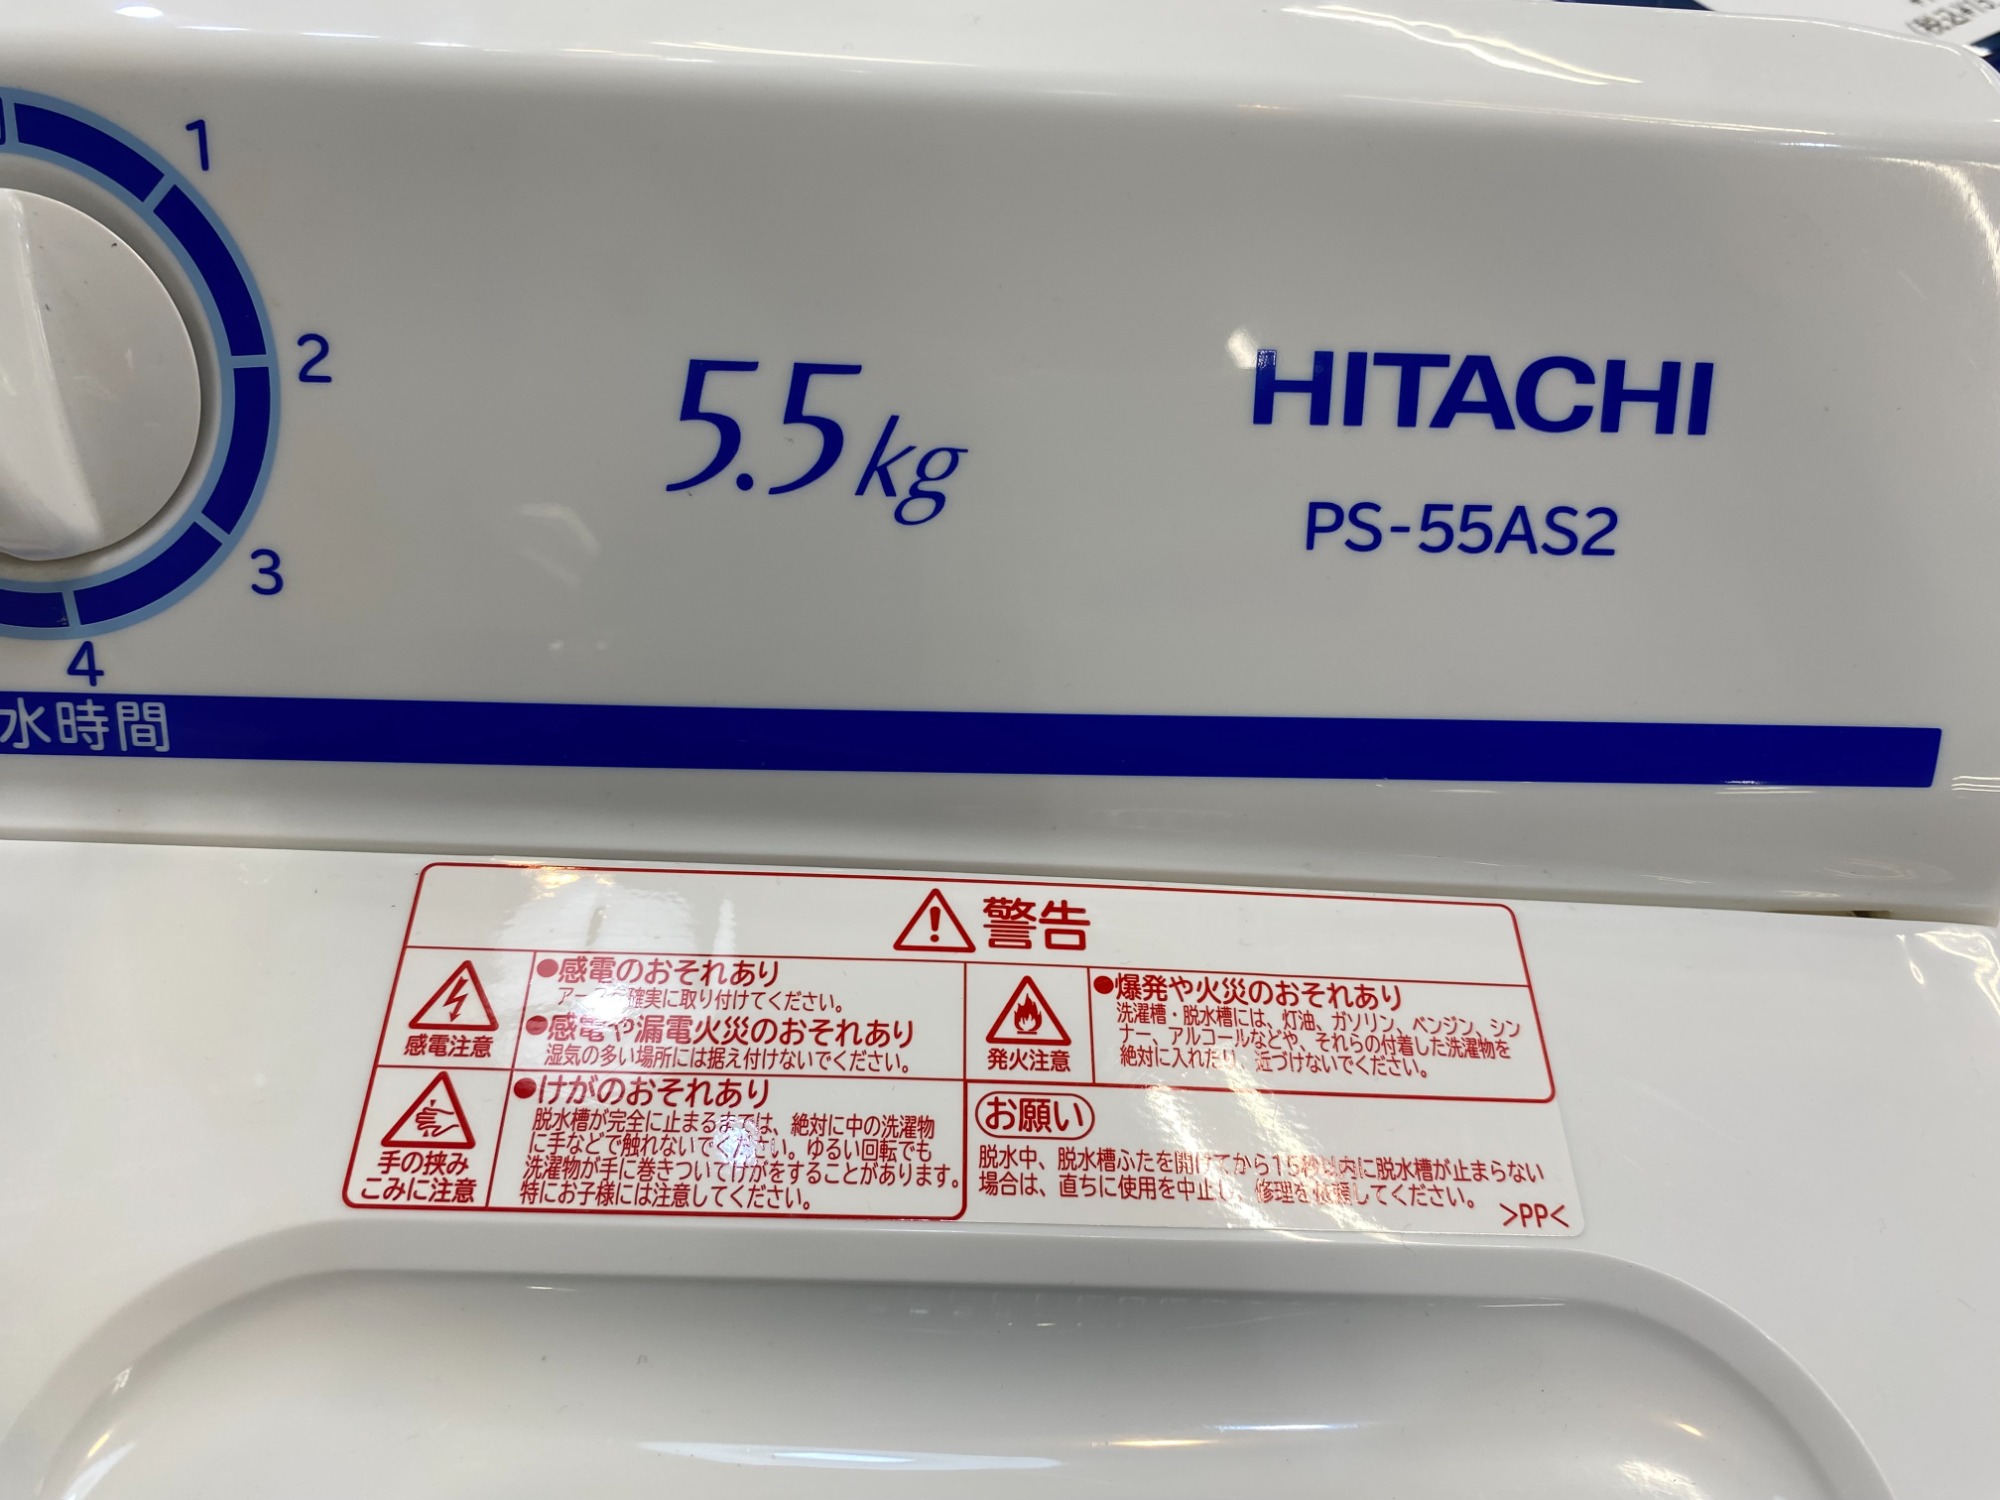 1
2
3
4
水時間
5.5kg
HITACHI
PS-55AS2
警告
感電注意
●感電のおそれあり
アースを確実に取り付けてください。
●感電や漏電火災のおそれあり
湿気の多い場所には据え付けないでください。
手の挟み
こみに注意
●けがのおそれあり
脱水槽が完全に止まるまでは、絶対に中の洗濯物
に手などで触れないでください。ゆるい回転でも
洗濯物が手に巻きついてけがをすることがあります。
特にお子様には注意してください。
発火注意
●爆発や火災のおそれあり
洗濯槽・脱水槽には、灯油、ガソリン、ベンジン、シン
ナー、アルコールなどや、それらの付着した洗濯物を
絶対に入れたり、近づけないでください。
お願い
脱水中、脱水槽ふたを開けてから15秒以内に脱水槽が止まらない
場合は、直ちに使用を中止し、修理を依頼してください。
>PP<